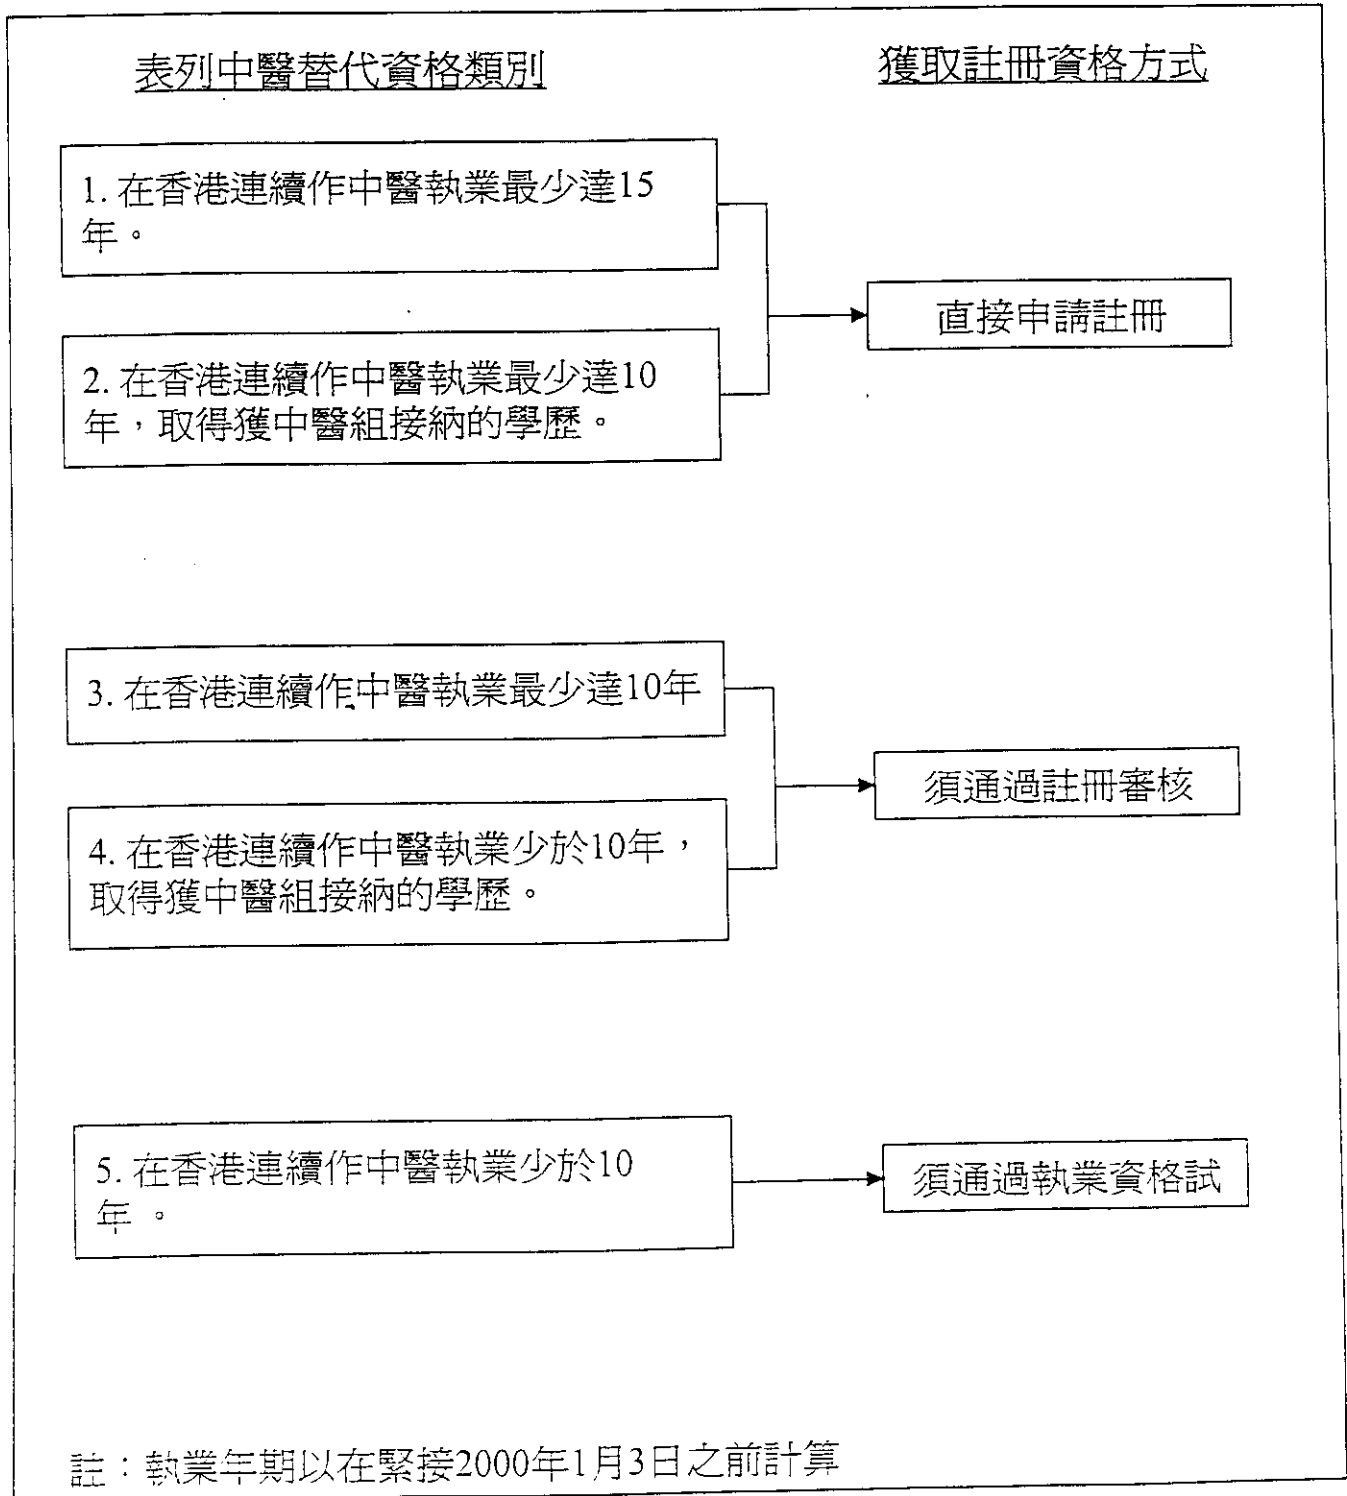 表列中醫替代資格類別
獲取註冊資格方式
1. 在香港連續作中醫執業最少達15
年。
直接申請註冊
2. 在香港連續作中醫執業最少達10
年，取得獲中醫組接納的學歷。
3. 在香港連續作中醫執業最少達10年
須通過註冊審核
4. 在香港連續作中醫執業少於10年，
取得獲中醫組接納的學歷。
5. 在香港連續作中醫執業少於10
年。
須通過執業資格試
註：執業年期以在緊接2000年1月3日之前計算